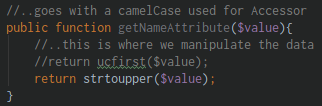 //..goes with a camelCase used for Accessor
public function getNameAttribute($value){
//..this is where we manipulate the data
//return ucfirst($value);
return strtoupper($value);
}